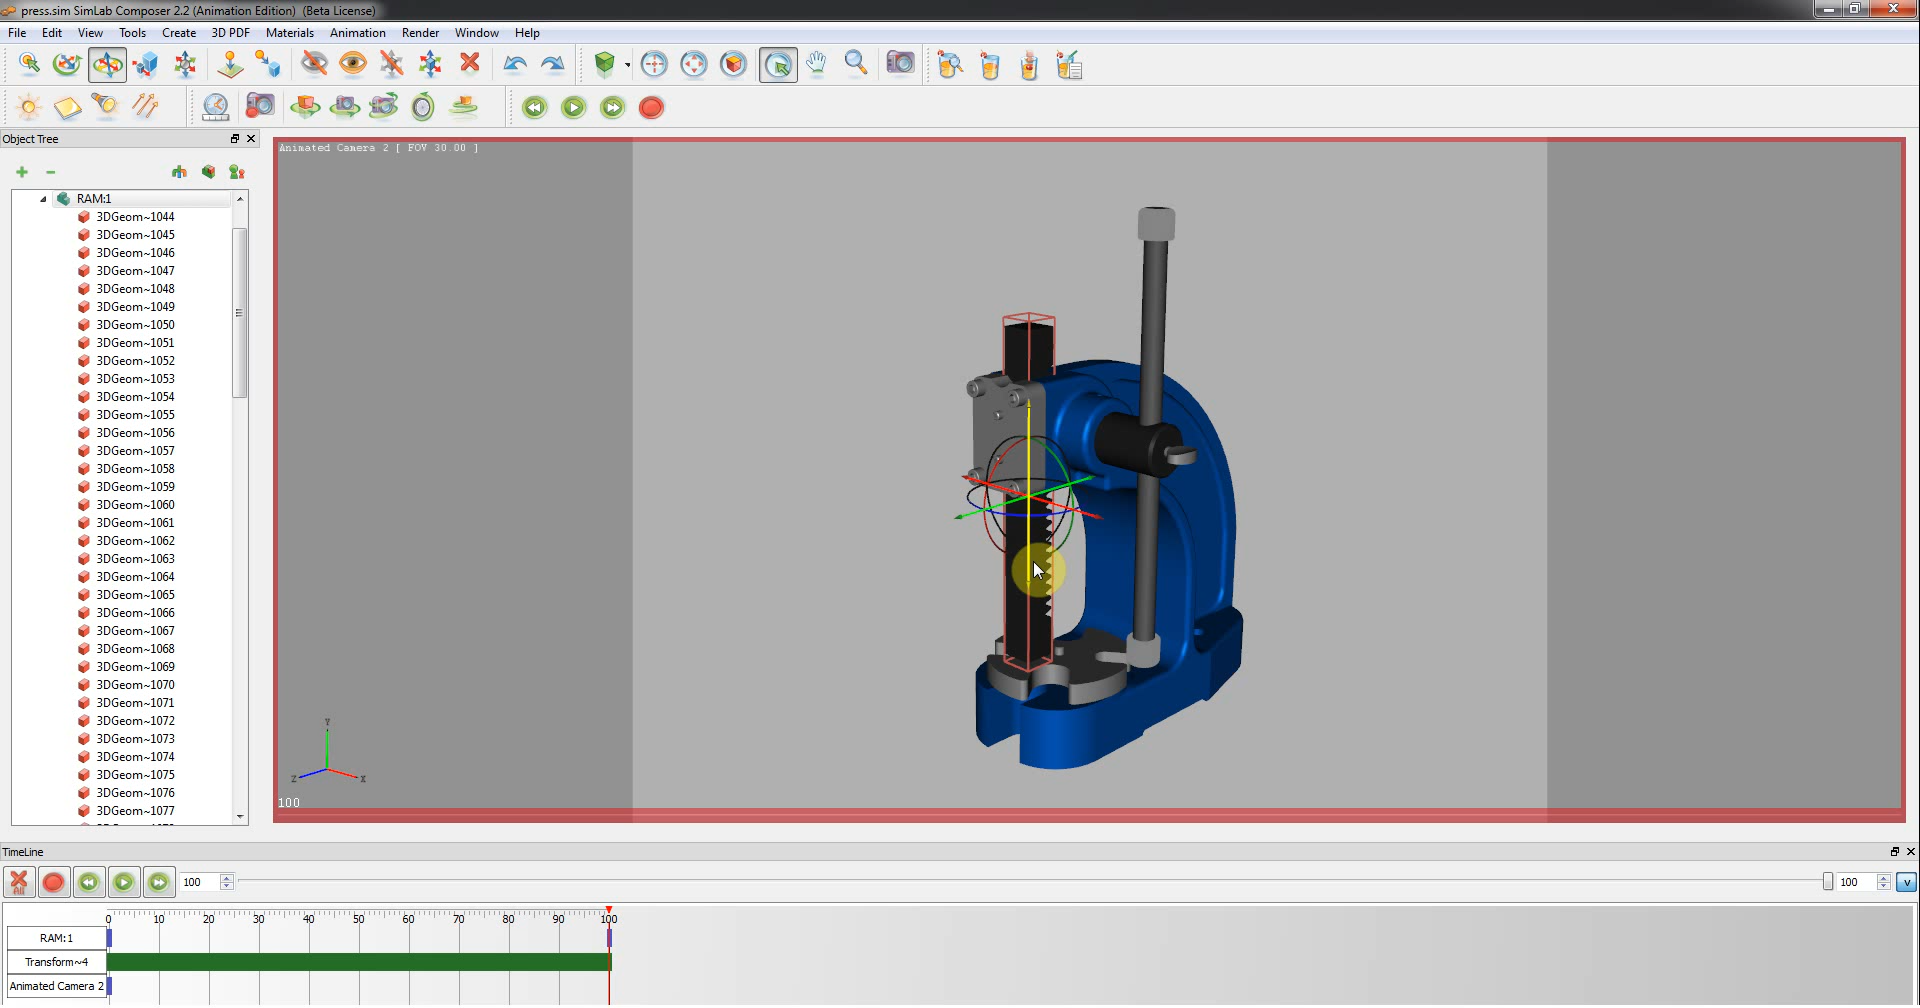 press.sim SimLab Composer 2.2 (Animation Edition) (Beta License)
File Edit View Tools Create 3D PDF Materials Animation Render Window Help
Object Tree
RAM:1
3DGeom~1044
3DGeom~1045
3DGeom~1046
3DGeom~1047
3DGeom~1048
3DGeom~1049
3DGeom~1050
3DGeom~1051
3DGeom~1052
3DGeom~1053
3DGeom~1054
3DGeom~1055
3DGeom~1056
3DGeom~1057
3DGeom~1058
3DGeom~1059
3DGeom~1060
3DGeom~1061
3DGeom~1062
3DGeom~1063
3DGeom~1064
3DGeom~1065
3DGeom~1066
3DGeom~1067
3DGeom~1068
3DGeom~1069
3DGeom~1070
3DGeom~1071
3DGeom~1072
3DGeom~1073
3DGeom~1074
3DGeom~1075
3DGeom~1076
3DGeom~1077
Animated Camera 2 [ FOV 30.00 ]
Y
Z X
100
TimeLine
All 100 100 v
0 10 20 30 40 50 60 70 80 90 100
RAM:1
Transform~4
Animated Camera 2